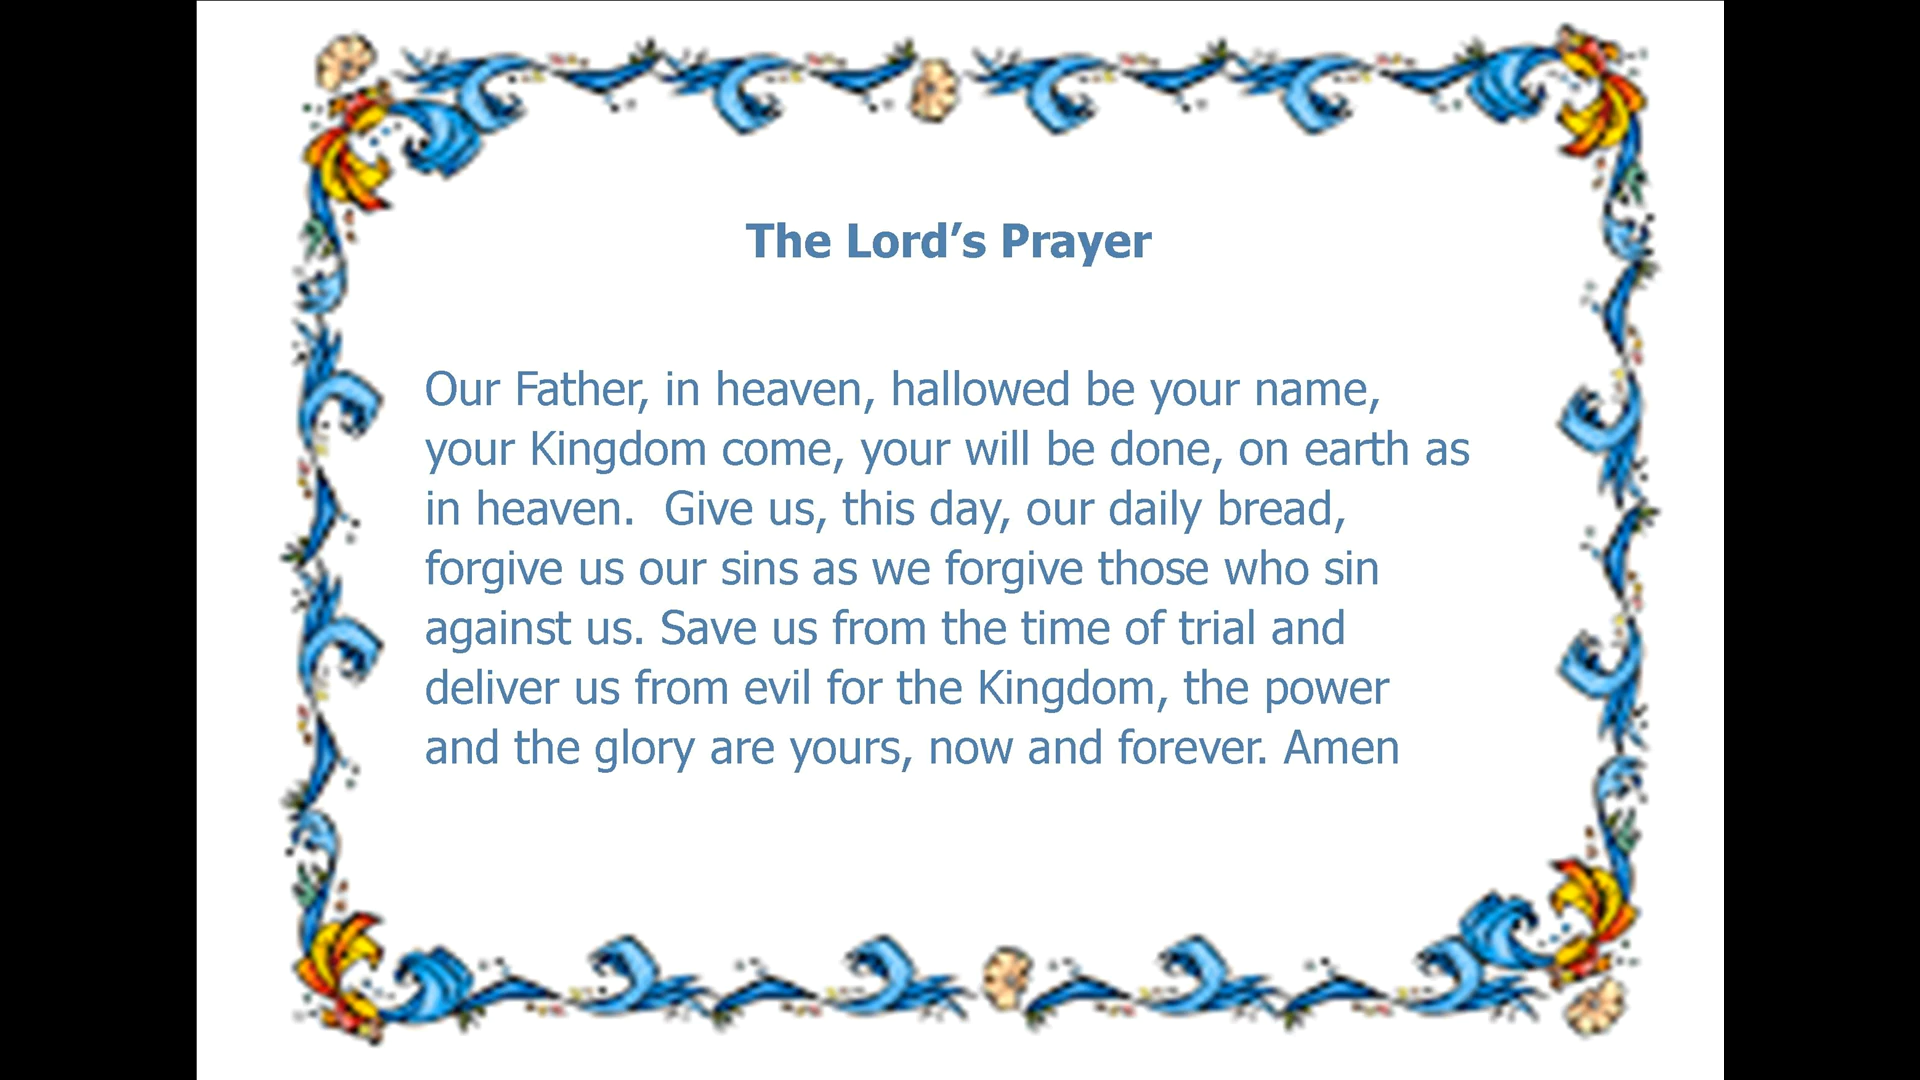 The Lord’s Prayer
Our Father, in heaven, hallowed be your name,
your Kingdom come, your will be done, on earth as
in heaven.  Give us, this day, our daily bread,
forgive us our sins as we forgive those who sin
against us. Save us from the time of trial and
deliver us from evil for the Kingdom, the power
and the glory are yours, now and forever. Amen